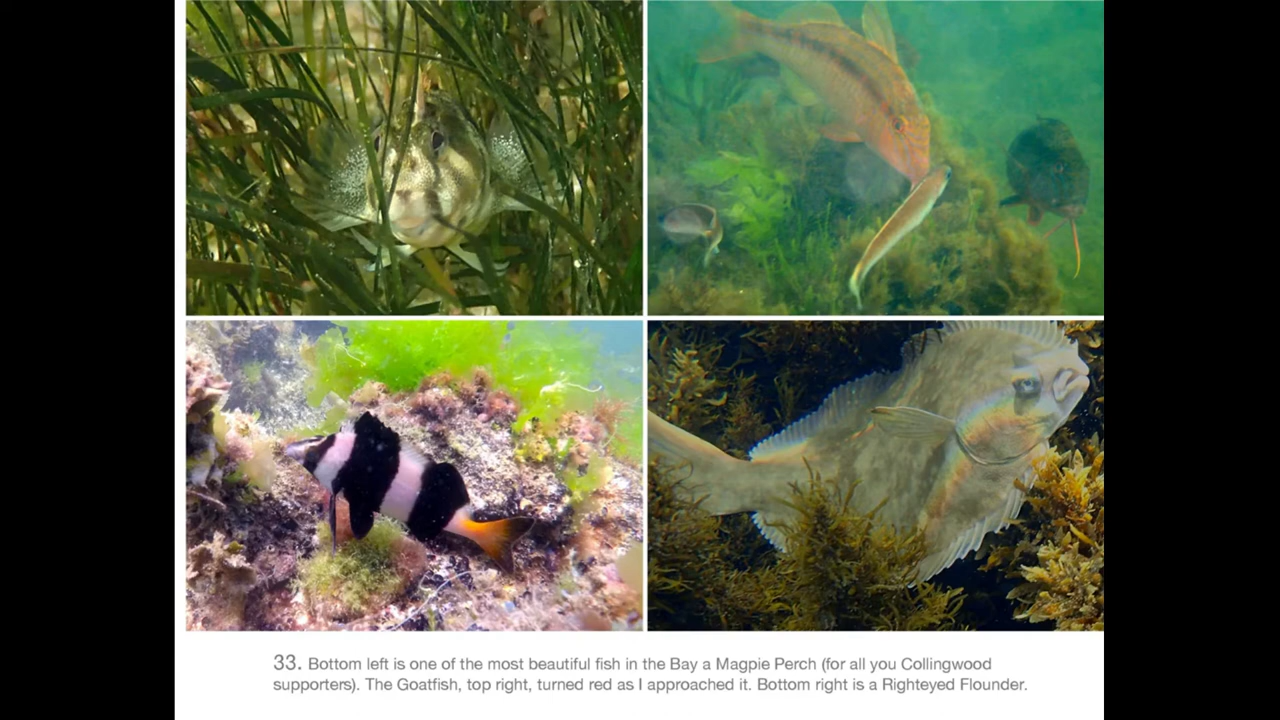 33. Bottom left is one of the most beautiful fish in the Bay a Magpie Perch (for all you Collingwood
supporters). The Goatfish, top right, turned red as I approached it. Bottom right is a Righteyed Flounder.